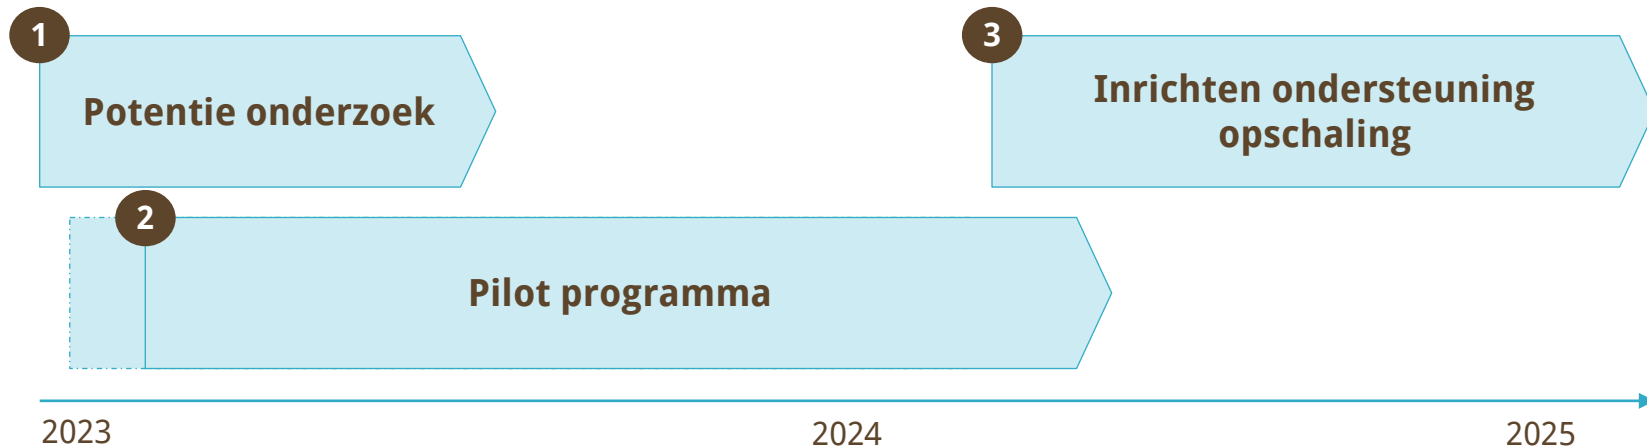 1
Potentie onderzoek
2
Pilot programma
3
Inrichten ondersteuning
opschaling
2023
2024
2025